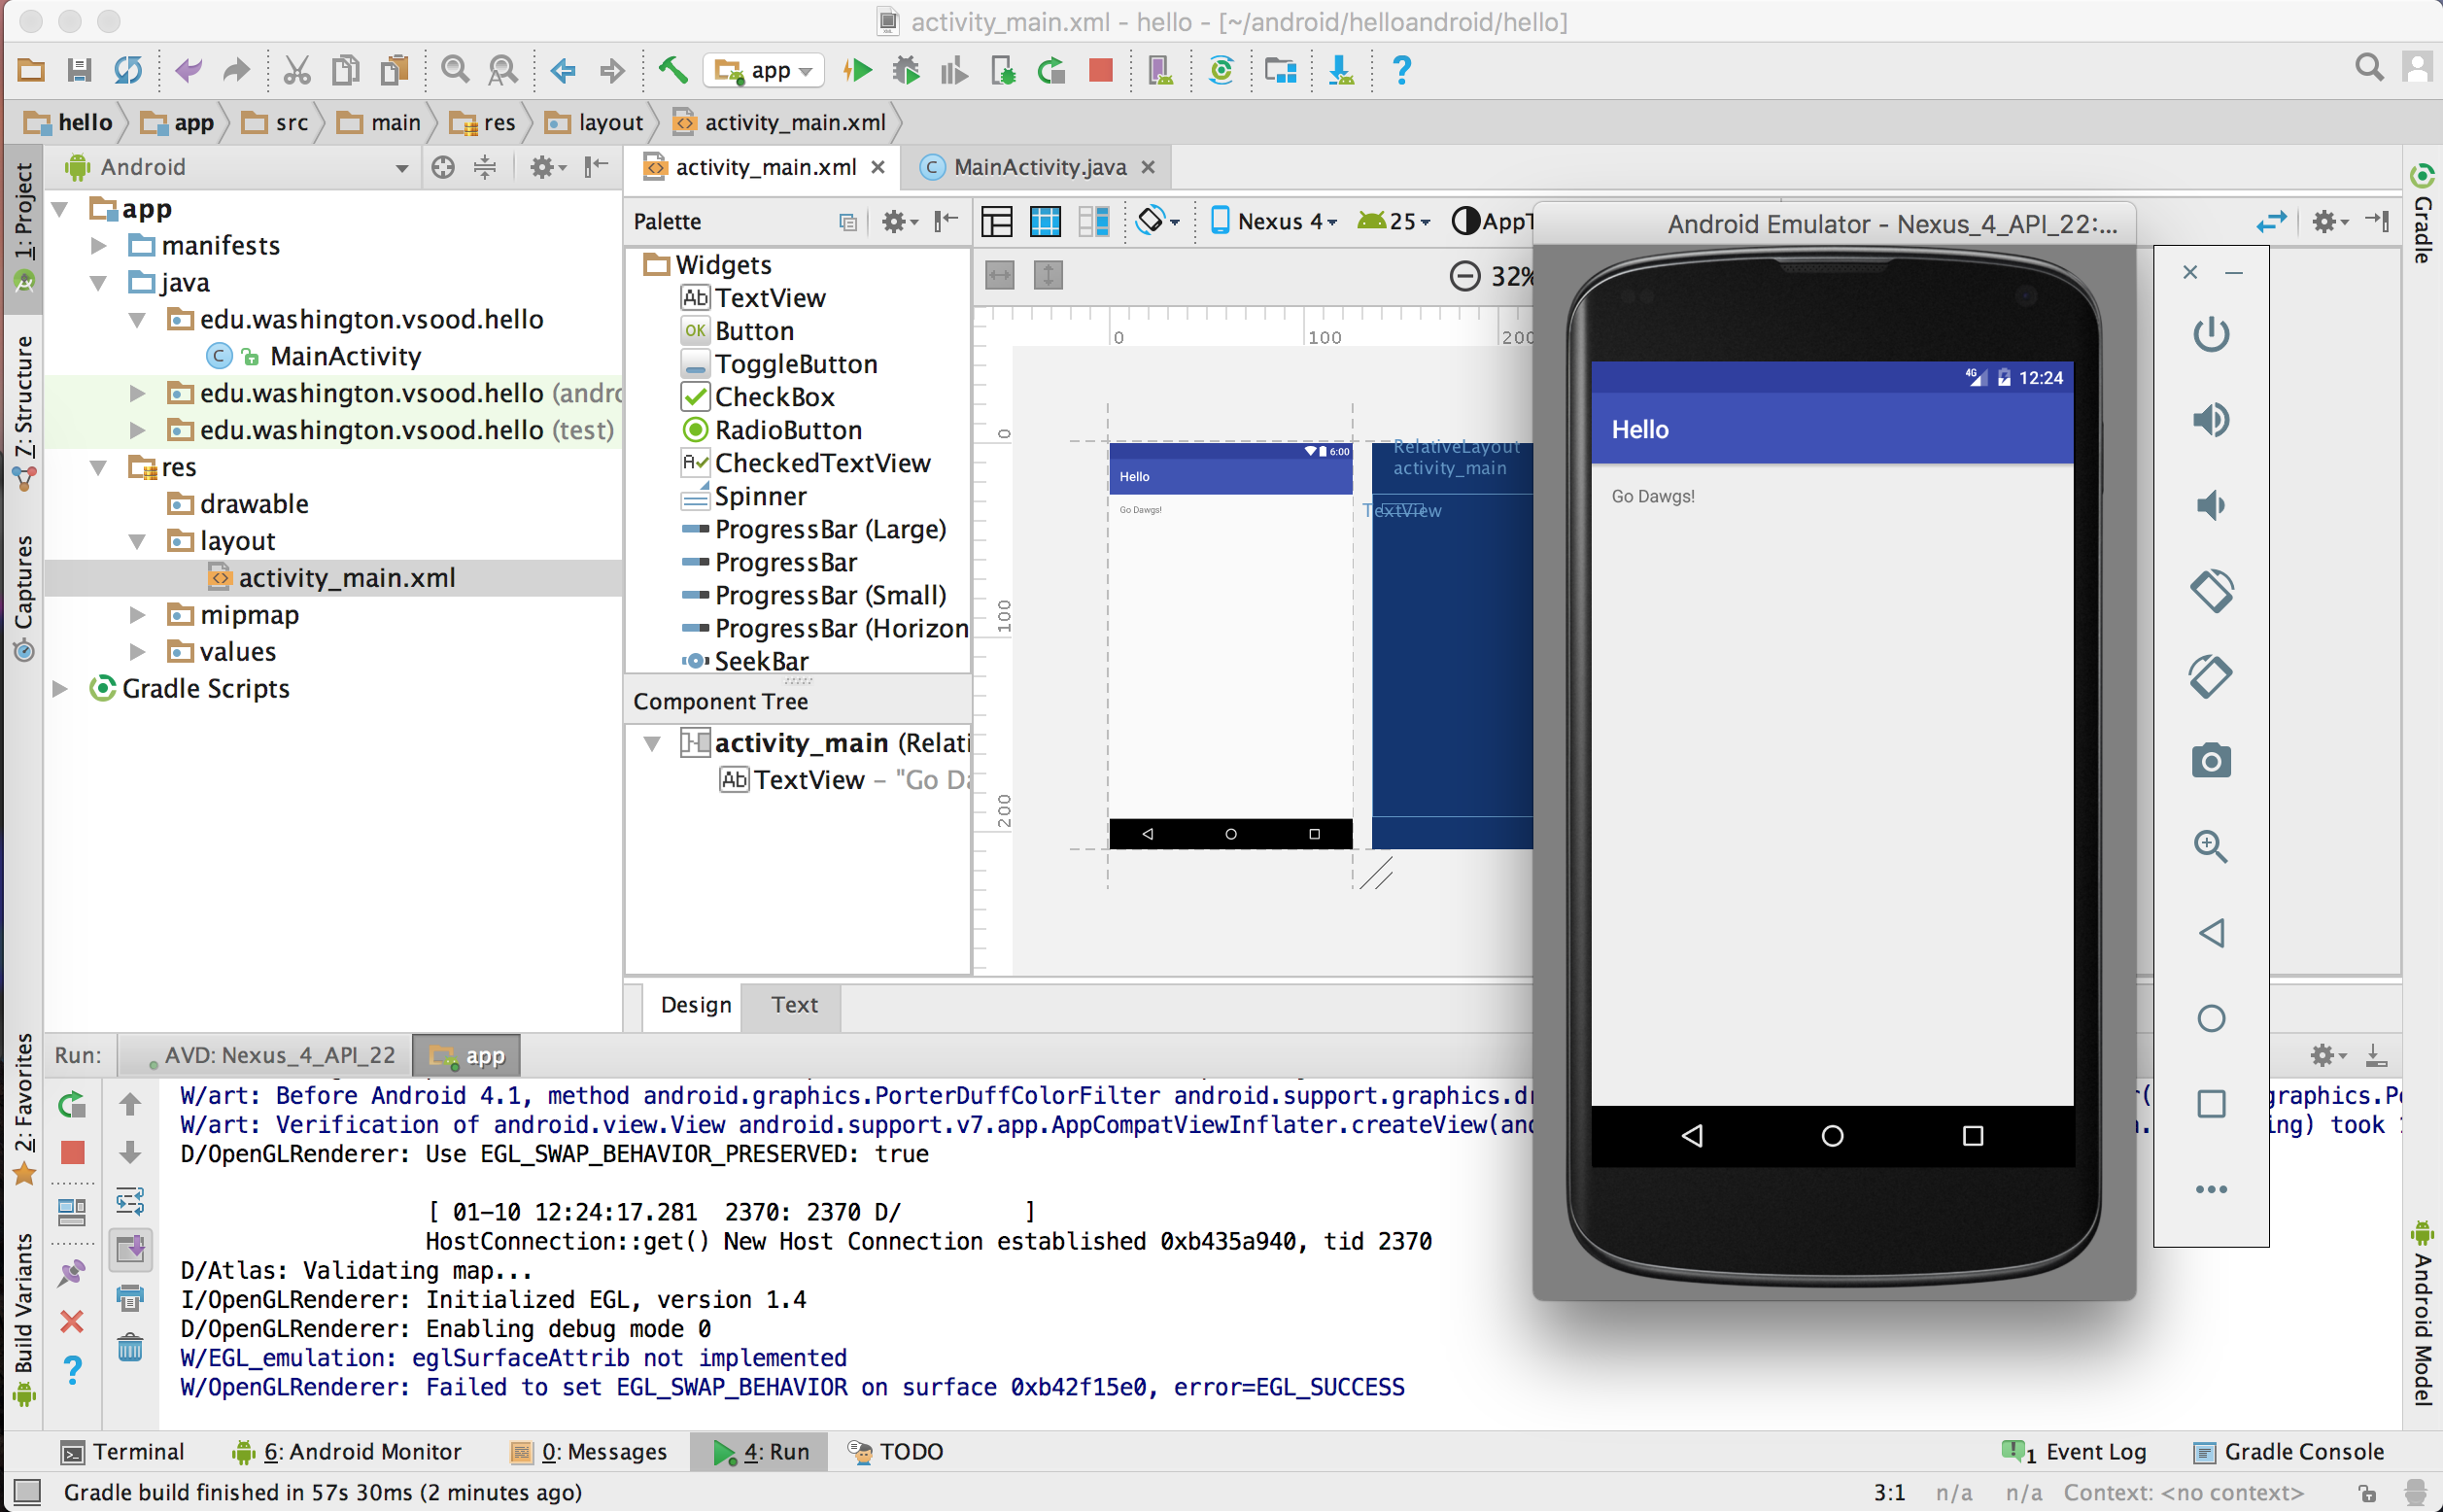 activity_main.xml - hello - [~/android/helloandroid/hello]
app
hello app src main res layout activity_main.xml
Android
activity_main.xml MainActivity.java
1: Project
7: Structure
Captures
2: Favorites
Build Variants
app
manifests
java
edu.washington.vsood.hello
MainActivity
edu.washington.vsood.hello (andro
edu.washington.vsood.hello (test)
res
drawable
layout
activity_main.xml
mipmap
values
Gradle Scripts
Palette
Widgets
TextView
Button
ToggleButton
CheckBox
RadioButton
CheckedTextView
Spinner
ProgressBar (Large)
ProgressBar
ProgressBar (Small)
ProgressBar (Horizon
SeekBar
Component Tree
activity_main (Relati
TextView – "Go Da
Nexus 4 25 AppT
32%
0 100 200
0
100
200
6:00
Hello
Go Dawgs!
RelativeLayout
activity_main
TextView
Design Text
Android Emulator - Nexus_4_API_22:...
4G 12:24
Hello
Go Dawgs!
Gradle
Android Model
Run: AVD: Nexus_4_API_22 app
W/art: Before Android 4.1, method android.graphics.PorterDuffColorFilter android.support.graphics.dr r( graphics.Po
W/art: Verification of android.view.View android.support.v7.app.AppCompatViewInflater.createView(and ing) took
D/OpenGLRenderer: Use EGL_SWAP_BEHAVIOR_PRESERVED: true
[ 01-10 12:24:17.281 2370: 2370 D/ ]
HostConnection::get() New Host Connection established 0xb435a940, tid 2370
D/Atlas: Validating map...
I/OpenGLRenderer: Initialized EGL, version 1.4
D/OpenGLRenderer: Enabling debug mode 0
W/EGL_emulation: eglSurfaceAttrib not implemented
W/OpenGLRenderer: Failed to set EGL_SWAP_BEHAVIOR on surface 0xb42f15e0, error=EGL_SUCCESS
Terminal 6: Android Monitor 0: Messages 4: Run TODO 1 Event Log Gradle Console
Gradle build finished in 57s 30ms (2 minutes ago) 3:1 n/a n/a Context: <no context>